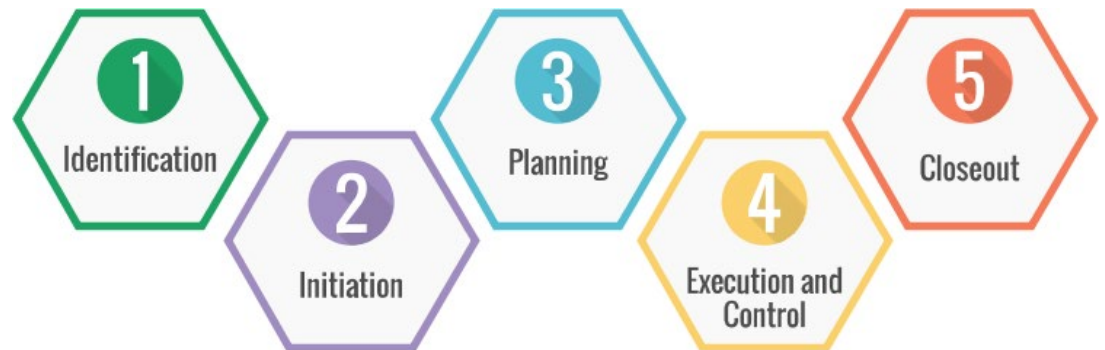 1
Identification
2
Initiation
3
Planning
4
Execution and
Control
5
Closeout